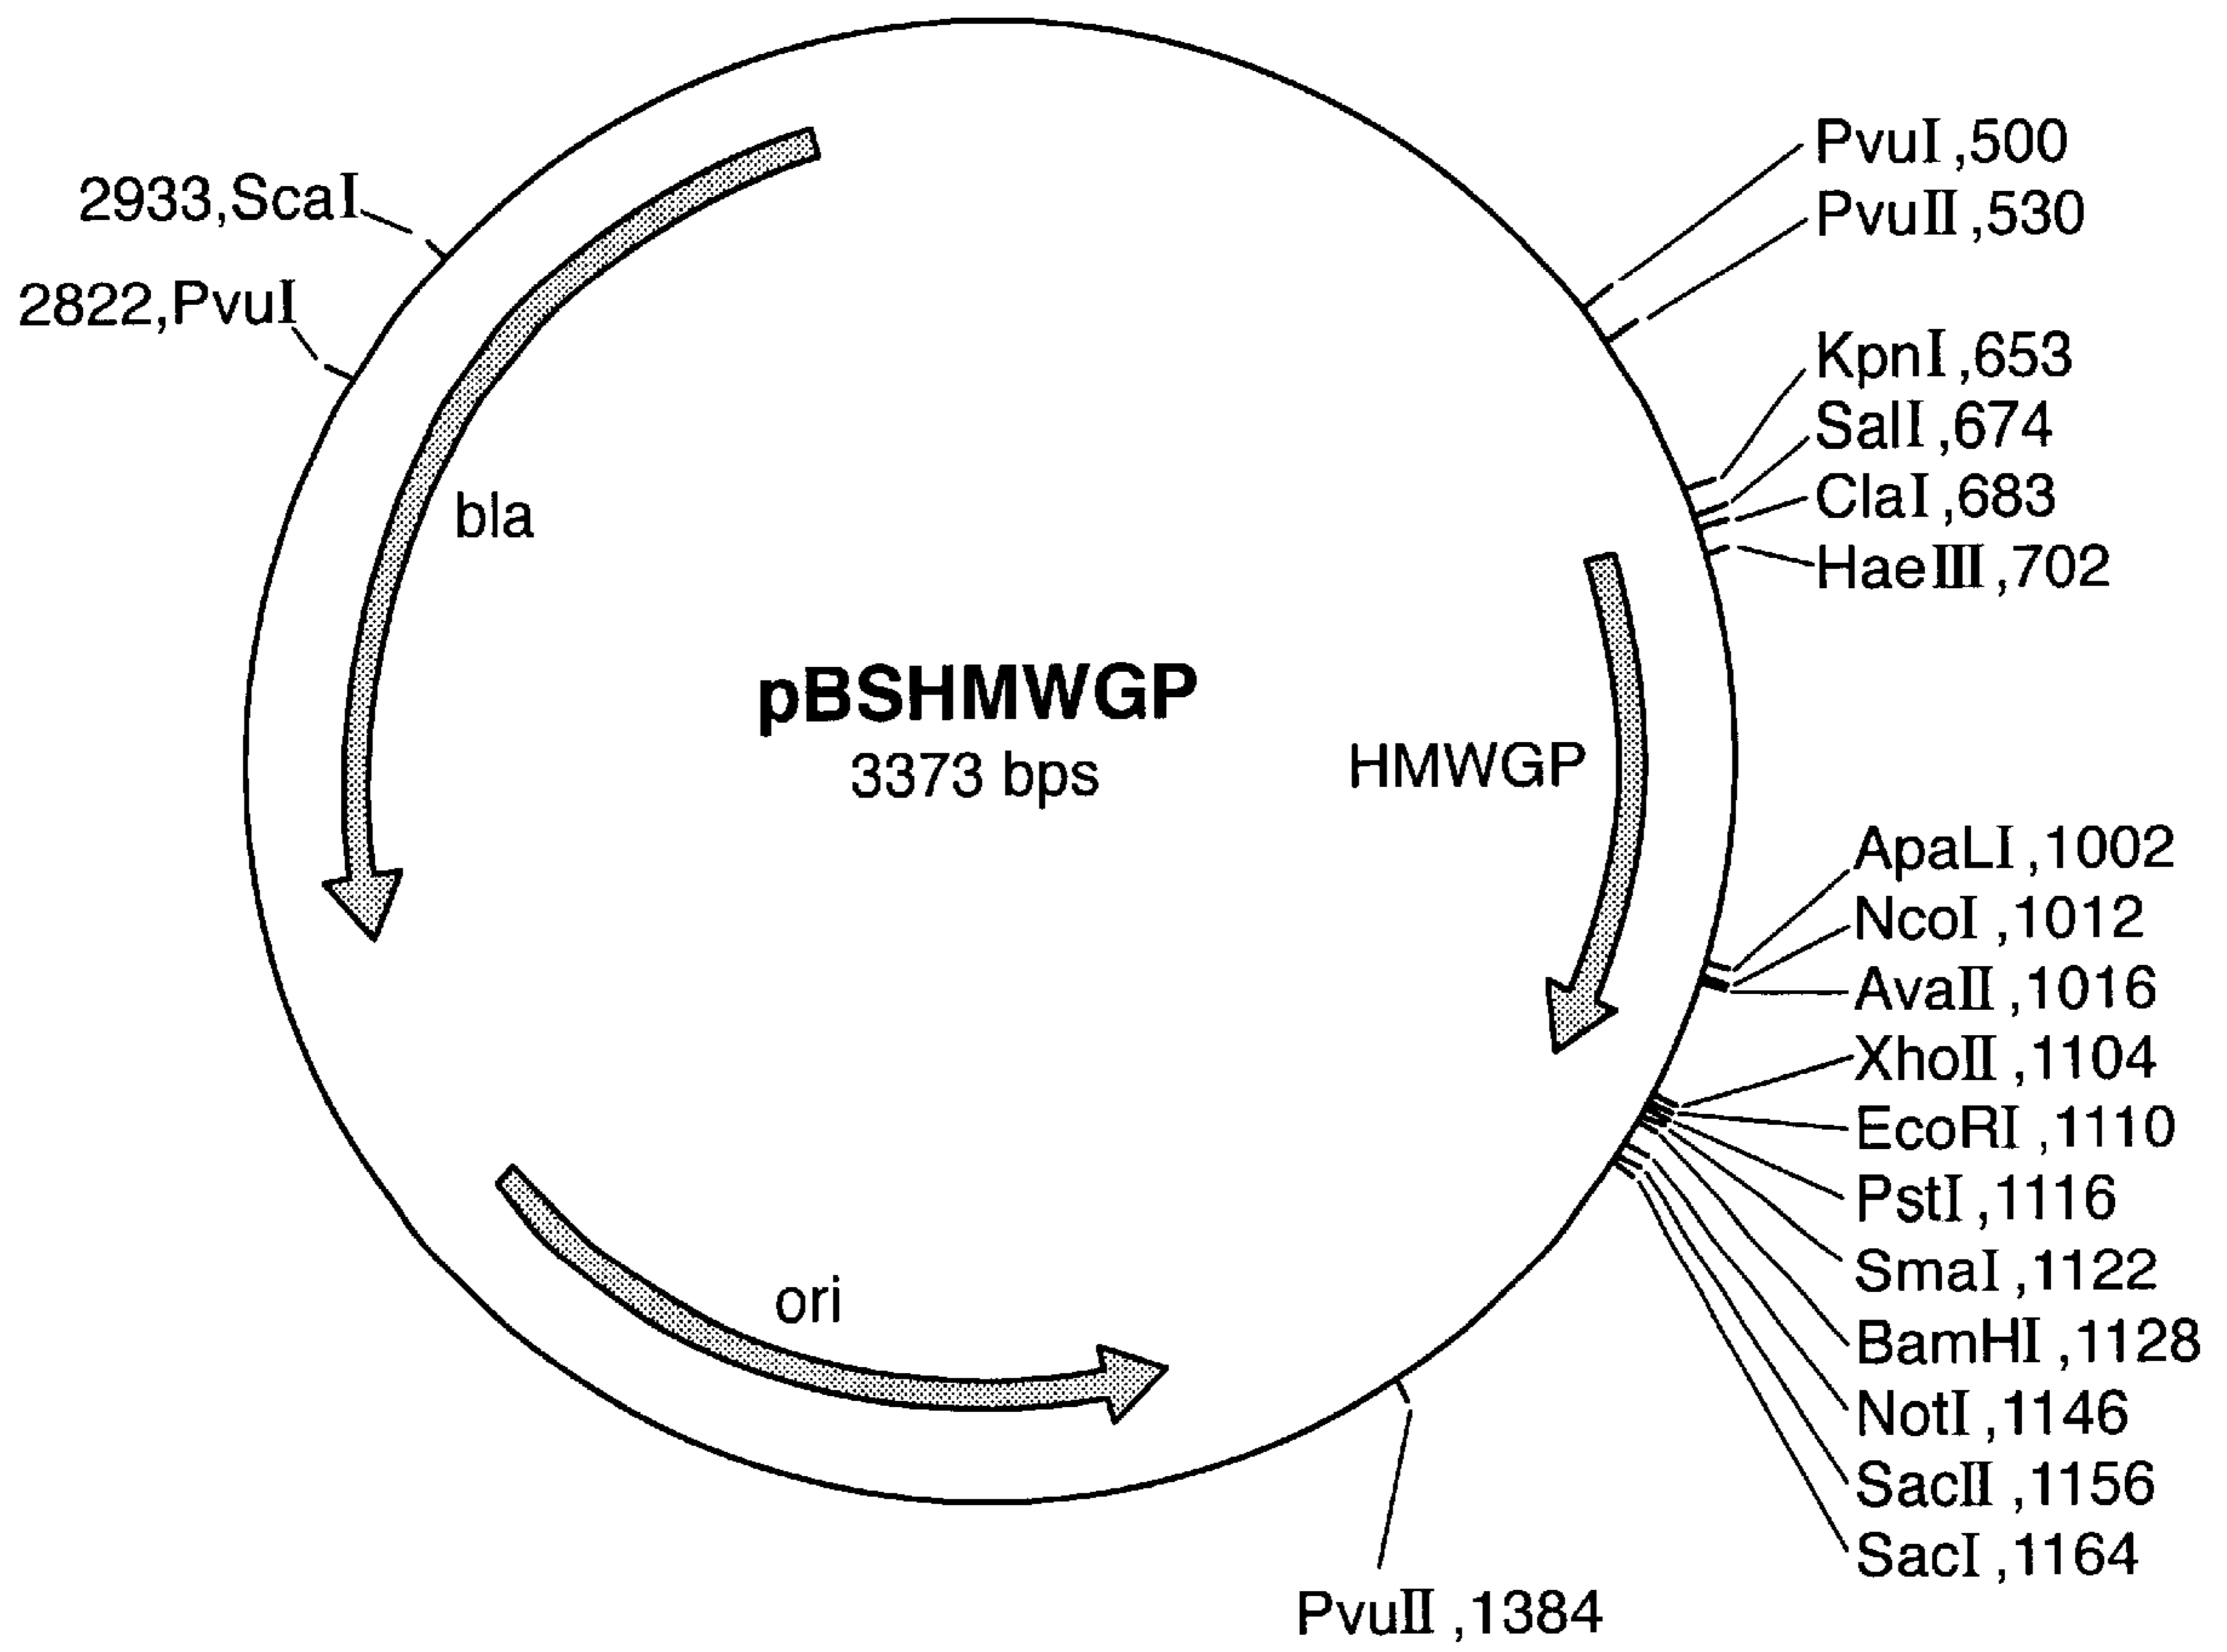 PvuI,500
PvuII,530
2933,ScaI
2822,PvuI
KpnI,653
SalI,674
ClaI,683
HaeIII,702
bla
pBSHMWGP
3373 bps
HMWGP
ApaLI,1002
NcoI,1012
AvaII,1016
XhoII,1104
EcoRI,1110
PstI,1116
SmaI,1122
BamHI,1128
NotI,1146
SacII,1156
SacI,1164
ori
PvuII,1384